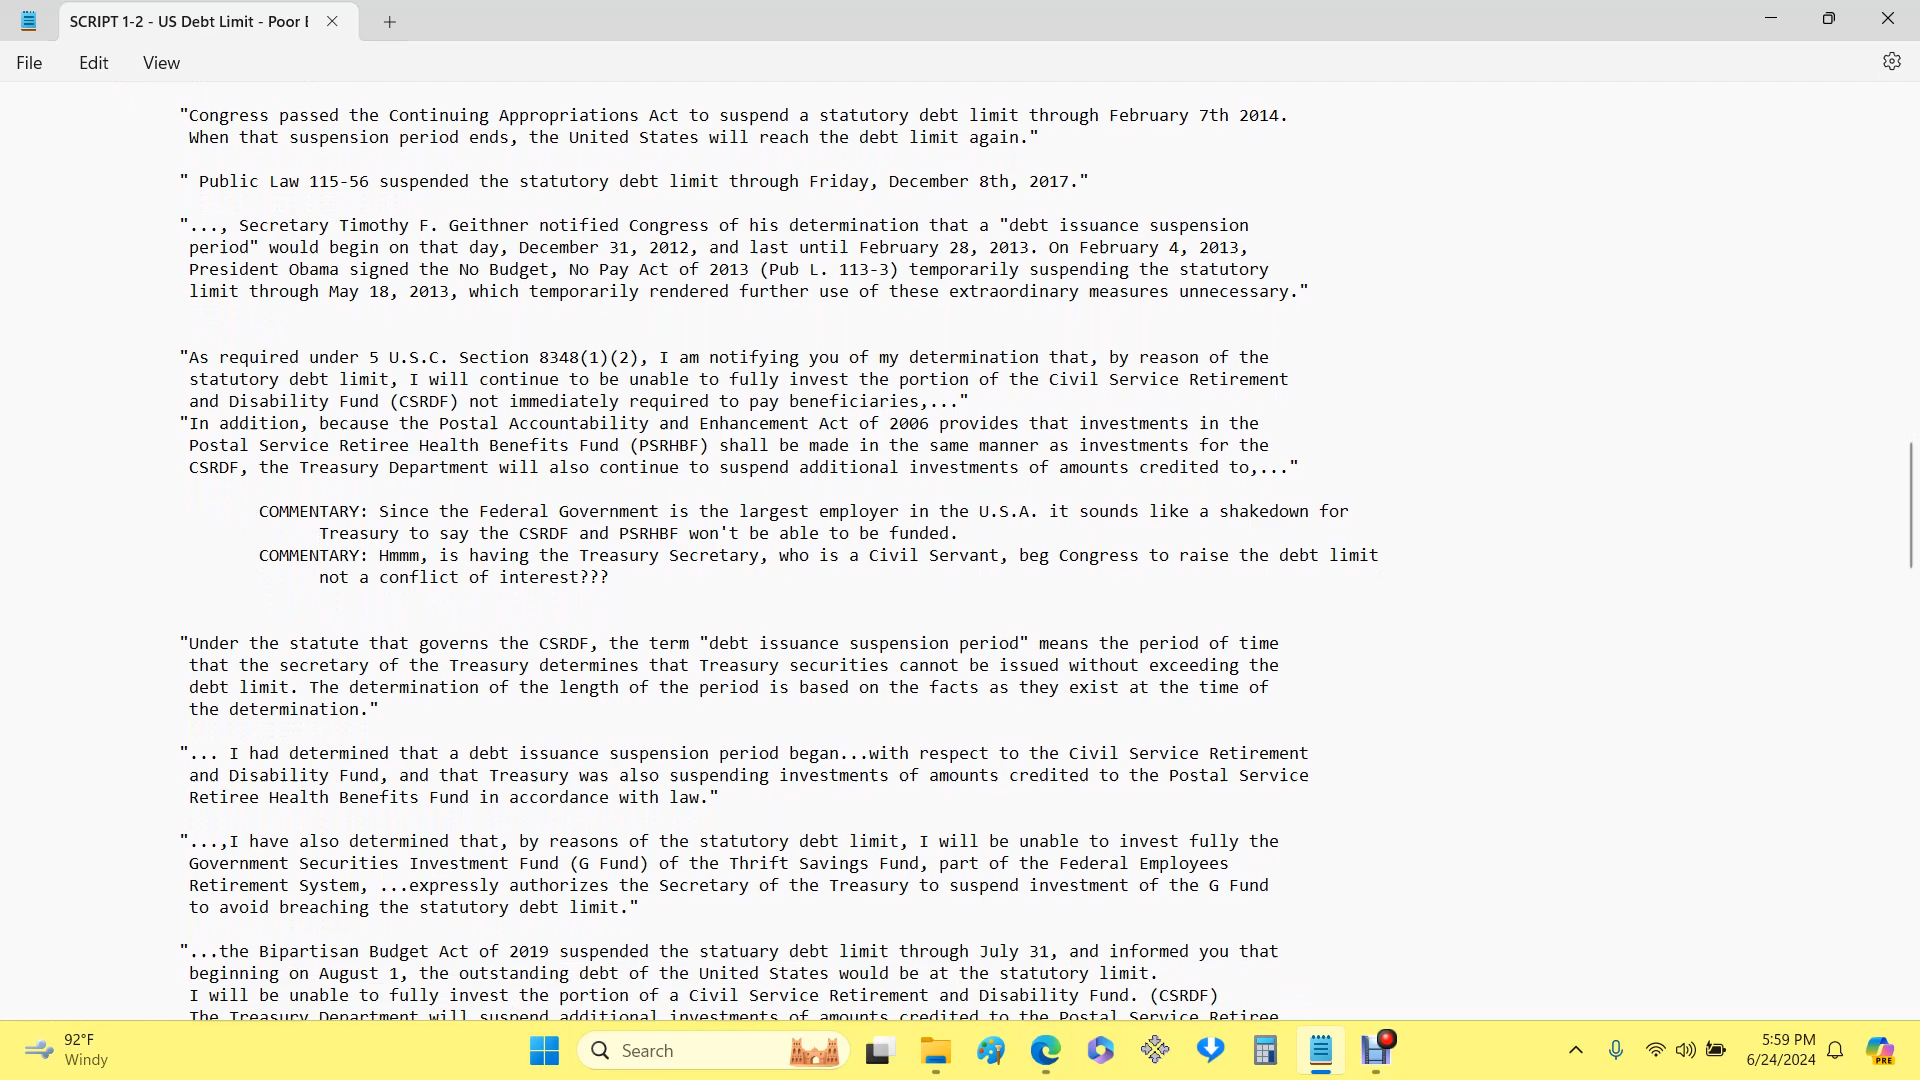 SCRIPT 1-2 - US Debt Limit - Poor
File Edit View
"Congress passed the Continuing Appropriations Act to suspend a statutory debt limit through February 7th 2014.
When that suspension period ends, the United States will reach the debt limit again."
" Public Law 115-56 suspended the statutory debt limit through Friday, December 8th, 2017."
"..., Secretary Timothy F. Geithner notified Congress of his determination that a "debt issuance suspension
period" would begin on that day, December 31, 2012, and last until February 28, 2013. On February 4, 2013,
President Obama signed the No Budget, No Pay Act of 2013 (Pub L. 113-3) temporarily suspending the statutory
limit through May 18, 2013, which temporarily rendered further use of these extraordinary measures unnecessary."
"As required under 5 U.S.C. Section 8348(1)(2), I am notifying you of my determination that, by reason of the
statutory debt limit, I will continue to be unable to fully invest the portion of the Civil Service Retirement
and Disability Fund (CSRDF) not immediately required to pay beneficiaries,..."
"In addition, because the Postal Accountability and Enhancement Act of 2006 provides that investments in the
Postal Service Retiree Health Benefits Fund (PSRHBF) shall be made in the same manner as investments for the
CSRDF, the Treasury Department will also continue to suspend additional investments of amounts credited to,..."
COMMENTARY: Since the Federal Government is the largest employer in the U.S.A. it sounds like a shakedown for
Treasury to say the CSRDF and PSRHBF won't be able to be funded.
COMMENTARY: Hmmm, is having the Treasury Secretary, who is a Civil Servant, beg Congress to raise the debt limit
not a conflict of interest???
"Under the statute that governs the CSRDF, the term "debt issuance suspension period" means the period of time
that the secretary of the Treasury determines that Treasury securities cannot be issued without exceeding the
debt limit. The determination of the length of the period is based on the facts as they exist at the time of
the determination."
"... I had determined that a debt issuance suspension period began...with respect to the Civil Service Retirement
and Disability Fund, and that Treasury was also suspending investments of amounts credited to the Postal Service
Retiree Health Benefits Fund in accordance with law."
"...,I have also determined that, by reasons of the statutory debt limit, I will be unable to invest fully the
Government Securities Investment Fund (G Fund) of the Thrift Savings Fund, part of the Federal Employees
Retirement System, ...expressly authorizes the Secretary of the Treasury to suspend investment of the G Fund
to avoid breaching the statutory debt limit."
"...the Bipartisan Budget Act of 2019 suspended the statuary debt limit through July 31, and informed you that
beginning on August 1, the outstanding debt of the United States would be at the statutory limit.
I will be unable to fully invest the portion of a Civil Service Retirement and Disability Fund. (CSRDF)
The Treasury Department will suspend additional investments of amounts credited to the Postal Service Retiree
92°F
Windy
Search
PRE
5:59 PM
6/24/2024